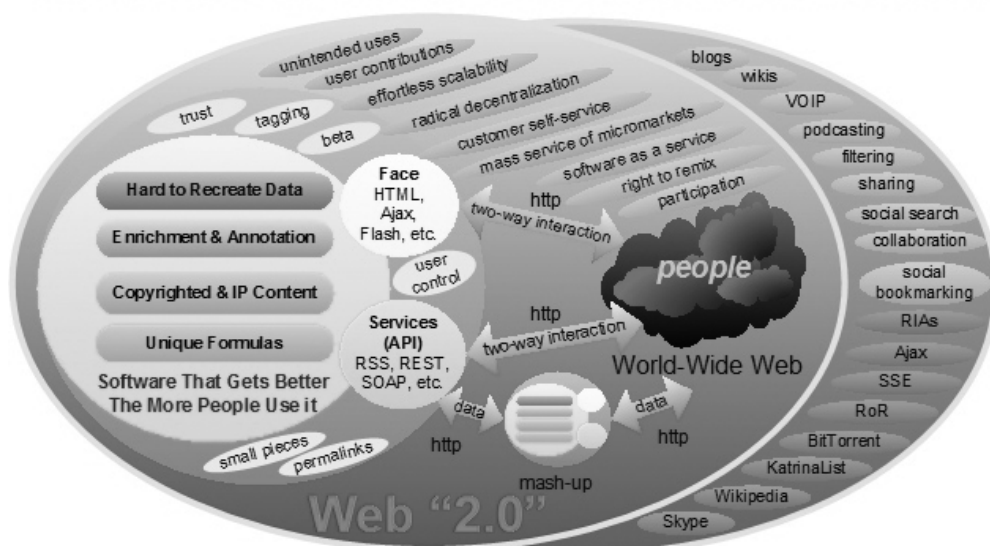 unintended uses
user contributions
effortless scalability
radical decentralization
customer self-service
mass service of micromarkets
software as a service
right to remix
participation
trust
tagging
beta
Hard to Recreate Data
Enrichment & Annotation
Copyrighted & IP Content
Unique Formulas
Software That Gets Better
The More People Use it
Face
HTML,
Ajax,
Flash, etc.
user
control
Services
(API)
RSS, REST,
SOAP, etc.
http
two-way interaction
http
two-way interaction
people
World-Wide Web
data
http
data
http
mash-up
small pieces
permalinks
Web “2.0”
blogs
wikis
VOIP
podcasting
filtering
sharing
social search
collaboration
social
bookmarking
RIAs
Ajax
SSE
RoR
BitTorrent
KatrinaList
Wikipedia
Skype